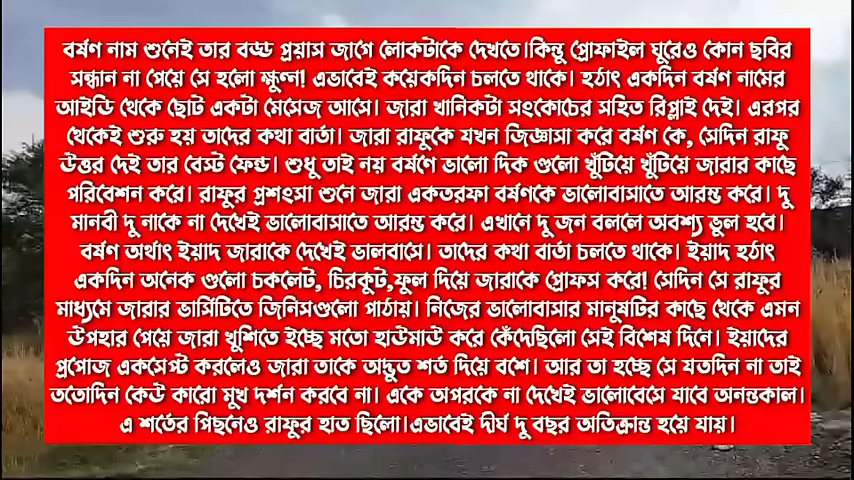 বর্ষণ নাম শুনেই তার বড্ড প্রয়াস জাগে লোকটাকে দেখতে।কিন্তু প্রোফাইল ঘুরেও কোন ছবির
সন্ধান না পেয়ে সে হলো ক্ষুণ্ন! এভাবেই কয়েকদিন চলতে থাকে। হঠাৎ একদিন বর্ষণ নামের
আইডি থেকে ছোট একটা মেসেজ আসে। জারা খানিকটা সংকোচের সহিত রিপ্লাই দেই। এরপর
থেকেই শুরু হয় তাদের কথা বার্তা। জারা রাফুকে যখন জিজ্ঞাসা করে বর্ষণ কে, সেদিন রাফু
উত্তর দেই তার বেস্ট ফ্রেন্ড। শুধু তাই নয় বর্ষণে ভালো দিক গুলো খুঁটিয়ে খুঁটিয়ে জারার কাছে
পরিবেশন করে। রাফুর প্রশংসা শুনে জারা একতরফা বর্ষণকে ভালোবাসাতে আরম্ভ করে। দু
মানবী দু নাকে না দেখেই ভালোবাসাতে আরম্ভ করে। এখানে দু জন বললে অবশ্য ভুল হবে।
বর্ষণ অর্থাৎ ইয়াদ জারাকে দেখেই ভালবাসে। তাদের কথা বার্তা চলতে থাকে। ইয়াদ হঠাৎ
একদিন অনেক গুলো চকলেট, চিরকুট,ফুল দিয়ে জারাকে প্রোফস করে! সেদিন সে রাফুর
মাধ্যমে জারার ভার্সিটিতে জিনিসগুলো পাঠায়। নিজের ভালোবাসার মানুষটির কাছে থেকে এমন
উপহার পেয়ে জারা খুশিতে ইচ্ছে মতো হাউমাউ করে কেঁদেছিলো সেই বিশেষ দিনে। ইয়াদের
প্রপোজ একসেপ্ট করলেও জারা তাকে অদ্ভুত শর্ত দিয়ে বশে। আর তা হচ্ছে সে যতদিন না তাই
ততোদিন কেউ কারো মুখ দর্শন করবে না। একে অপরকে না দেখেই ভালোবেসে যাবে অনন্তকাল।
এ শর্তের পিছনেও রাফুর হাত ছিলো।এভাবেই দীর্ঘ দু বছর অতিক্রান্ত হয়ে যায়।